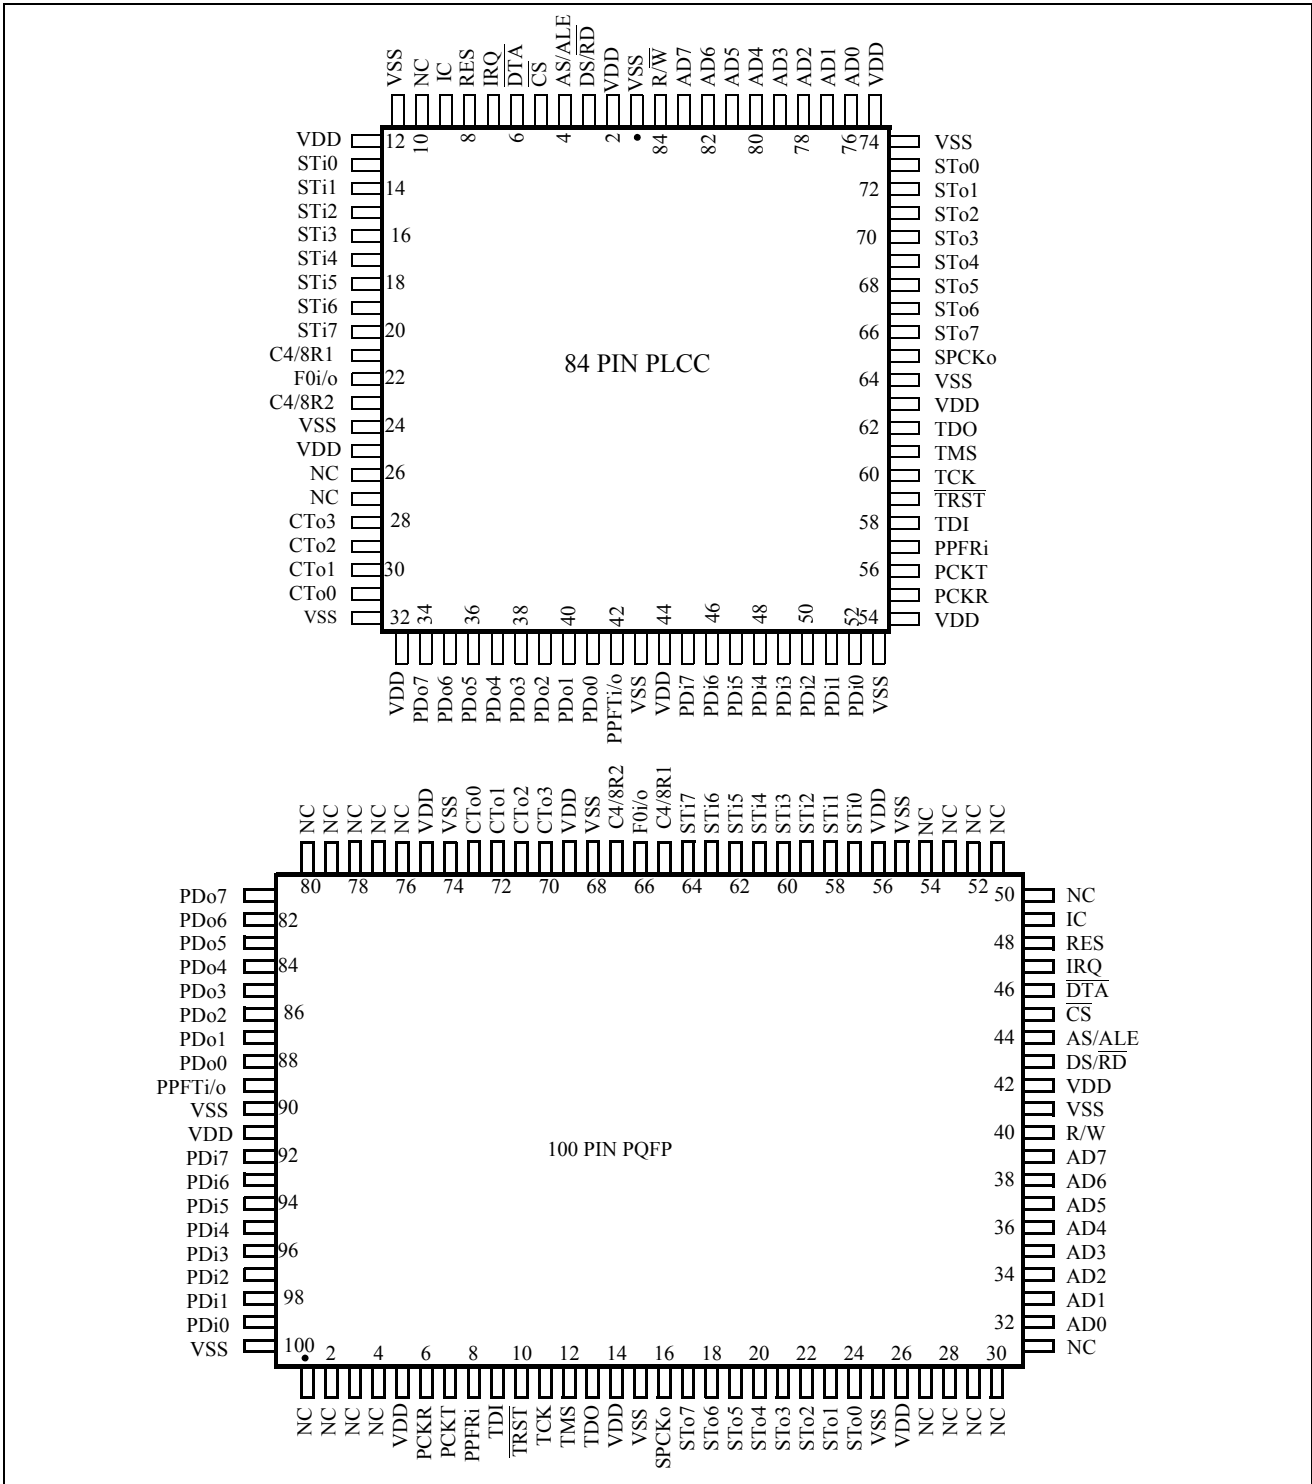 VSS NC IC RES IRQ DTA CS AS/ALE DS/RD VDD VSS R/W AD7 AD6 AD5 AD4 AD3 AD2 AD1 AD0 VDD
12 10 8 6 4 2 84 82 80 78 76 74
VDD VSS
STi0 STo0
STi1 14 72 STo1
STi2 STo2
STi3 16 70 STo3
STi4 STo4
STi5 18 68 STo5
STi6 STo6
STi7 20 66 STo7
C4/8R1 SPCKo
84 PIN PLCC
F0i/o 22 64 VSS
C4/8R2 VDD
VSS 24 62 TDO
VDD TMS
NC 26 60 TCK
NC TRST
CTo3 28 58 TDI
CTo2 PPFRi
CTo1 30 56 PCKT
CTo0 PCKR
VSS VDD
32 34 36 38 40 42 44 46 48 50 52 54
VDD PDo7 PDo6 PDo5 PDo4 PDo3 PDo2 PDo1 PDo0 PPFTi/o VSS VDD PDi7 PDi6 PDi5 PDi4 PDi3 PDi2 PDi1 PDi0 VSS
NC NC NC NC NC VDD VSS CTo0 CTo1 CTo2 CTo3 VDD VSS C4/8R2 F0i/o C4/8R1 STi7 STi6 STi5 STi4 STi3 STi2 STi1 STi0 VDD VSS NC NC NC NC
80 78 76 74 72 70 68 66 64 62 60 58 56 54 52
PDo7 50 NC
PDo6 82 IC
PDo5 48 RES
PDo4 84 IRQ
PDo3 46 DTA
PDo2 86 CS
PDo1 44 AS/ALE
PDo0 88 DS/RD
PPFTi/o 42 VDD
VSS 90 VSS
VDD 40 R/W
100 PIN PQFP
PDi7 92 AD7
PDi6 38 AD6
PDi5 94 AD5
PDi4 36 AD4
PDi3 96 AD3
PDi2 34 AD2
PDi1 98 AD1
PDi0 32 AD0
VSS 100 NC
2 4 6 8 10 12 14 16 18 20 22 24 26 28 30
NC NC NC NC VDD PCKR PCKT PPFRi TDI TRST TCK TMS TDO VDD VSS SPCKo STo7 STo6 STo5 STo4 STo3 STo2 STo1 STo0 VSS VDD NC NC NC NC